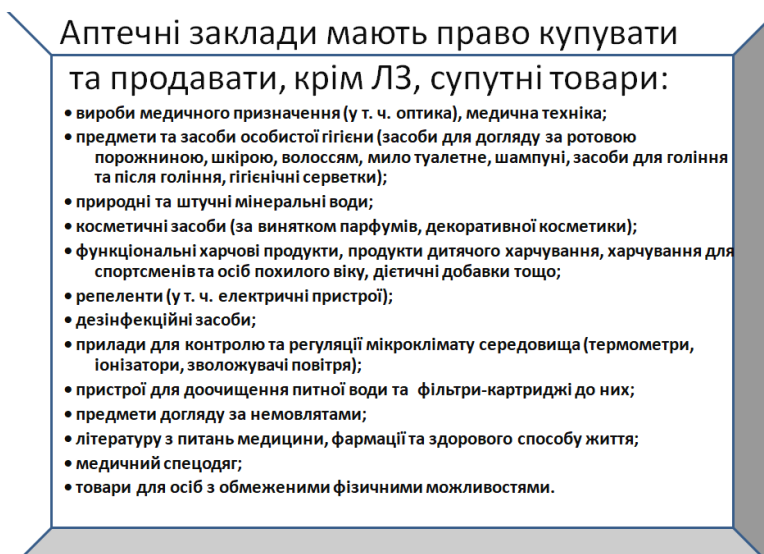 Аптечні заклади мають право купувати
та продавати, крім ЛЗ, супутні товари:
• вироби медичного призначення (у т. ч. оптика), медична техніка;
• предмети та засоби особистої гігієни (засоби для догляду за ротовою
порожниною, шкірою, волоссям, мило туалетне, шампуні, засоби для гоління
та після гоління, гігієнічні серветки);
• природні та штучні мінеральні води;
• косметичні засоби (за винятком парфумів, декоративної косметики);
• функціональні харчові продукти, продукти дитячого харчування, харчування для
спортсменів та осіб похилого віку, дієтичні добавки тощо;
• репеленти (у т. ч. електричні пристрої);
• дезінфекційні засоби;
• прилади для контролю та регуляції мікроклімату середовища (термометри,
іонізатори, зволожувачі повітря);
• пристрої для доочищення питної води та фільтри-картриджі до них;
• предмети догляду за немовлятами;
• літературу з питань медицини, фармації та здорового способу життя;
• медичний спецодяг;
• товари для осіб з обмеженими фізичними можливостями.